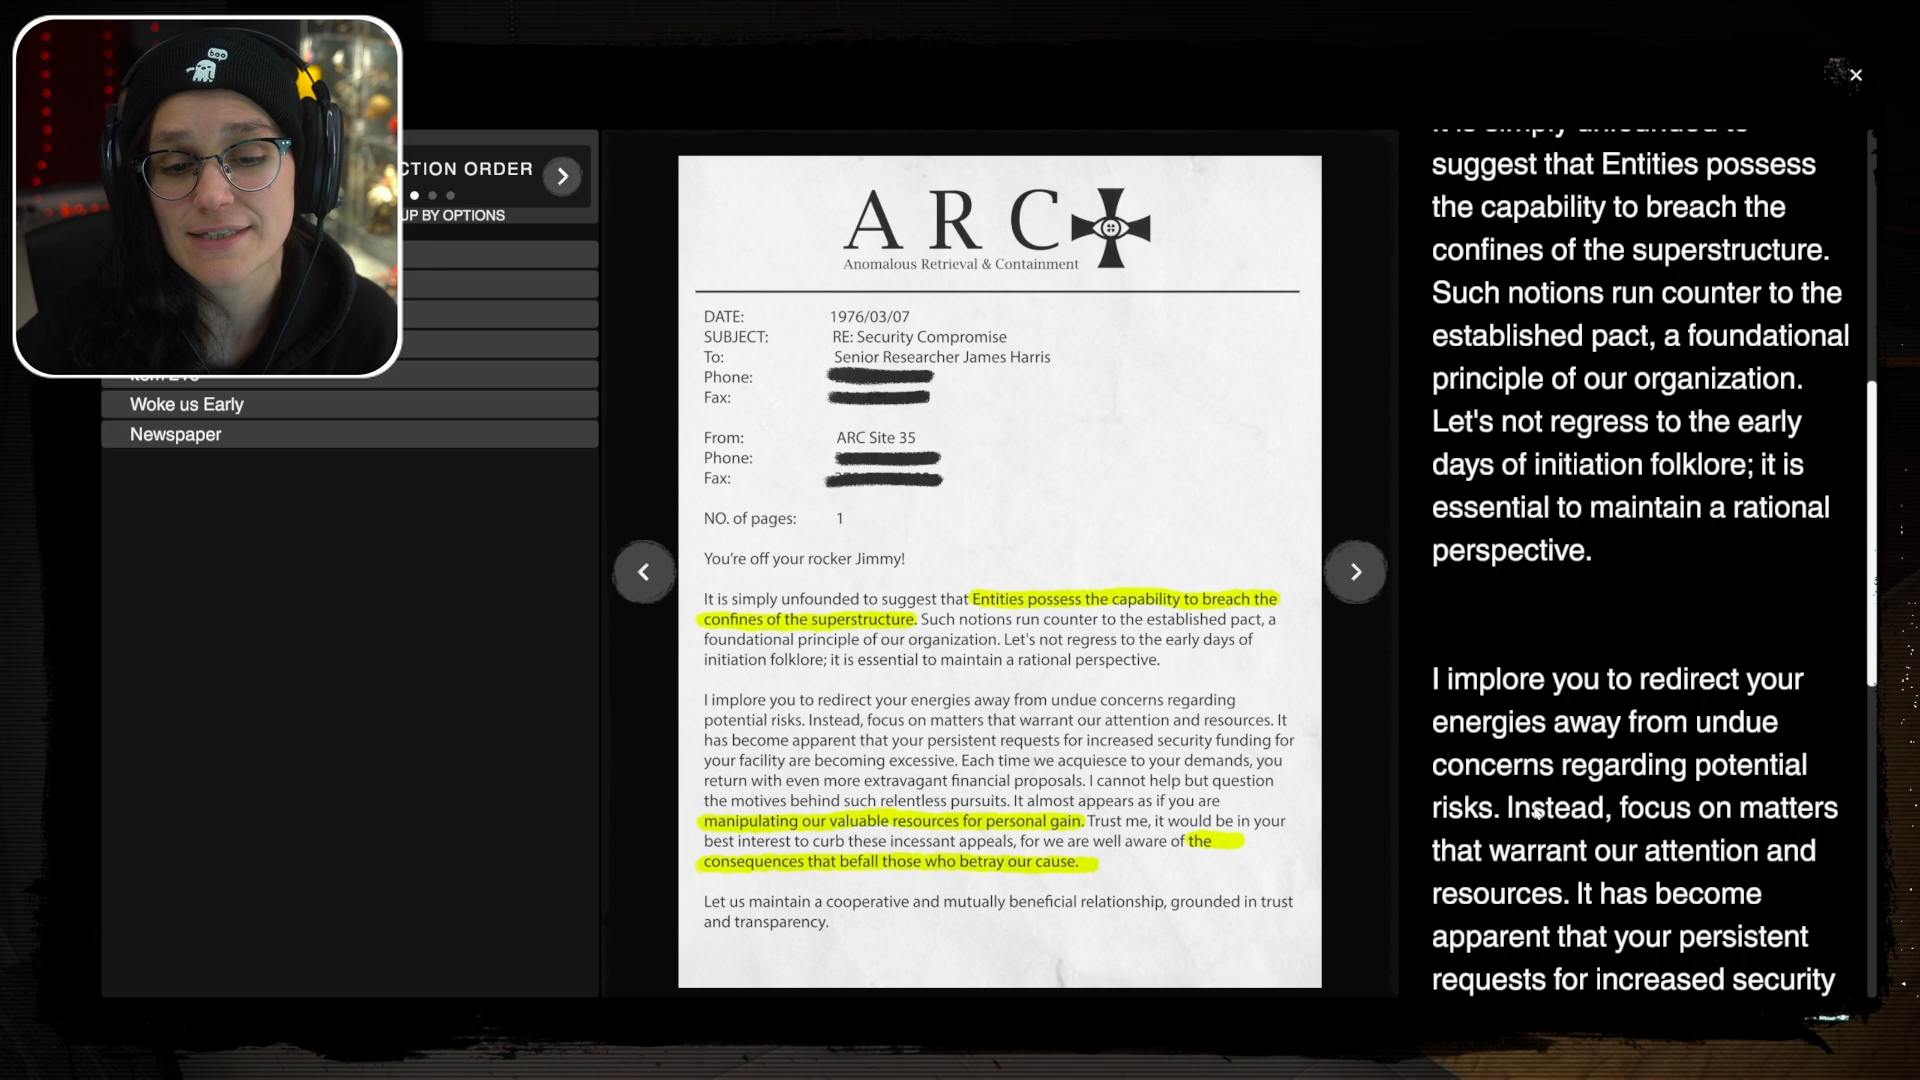 boo
CTION ORDER
UP BY OPTIONS
Woke us Early
Newspaper
A R C
Anomalous Retrieval & Containment
DATE: 1976/03/07
SUBJECT: RE: Security Compromise
To: Senior Researcher James Harris
Phone:
Fax:
From: ARC Site 35
Phone:
Fax:
NO. of pages: 1
You're off your rocker Jimmy!
It is simply unfounded to suggest that Entities possess the capability to breach the
confines of the superstructure. Such notions run counter to the established pact, a
foundational principle of our organization. Let's not regress to the early days of
initiation folklore; it is essential to maintain a rational perspective.
I implore you to redirect your energies away from undue concerns regarding
potential risks. Instead, focus on matters that warrant our attention and resources. It
has become apparent that your persistent requests for increased security funding for
your facility are becoming excessive. Each time we acquiesce to your demands, you
return with even more extravagant financial proposals. I cannot help but question
the motives behind such relentless pursuits. It almost appears as if you are
manipulating our valuable resources for personal gain. Trust me, it would be in your
best interest to curb these incessant appeals, for we are well aware of the
consequences that befall those who betray our cause.
Let us maintain a cooperative and mutually beneficial relationship, grounded in trust
and transparency.
It is simply unfounded to
suggest that Entities possess
the capability to breach the
confines of the superstructure.
Such notions run counter to the
established pact, a foundational
principle of our organization.
Let's not regress to the early
days of initiation folklore; it is
essential to maintain a rational
perspective.
I implore you to redirect your
energies away from undue
concerns regarding potential
risks. Instead, focus on matters
that warrant our attention and
resources. It has become
apparent that your persistent
requests for increased security